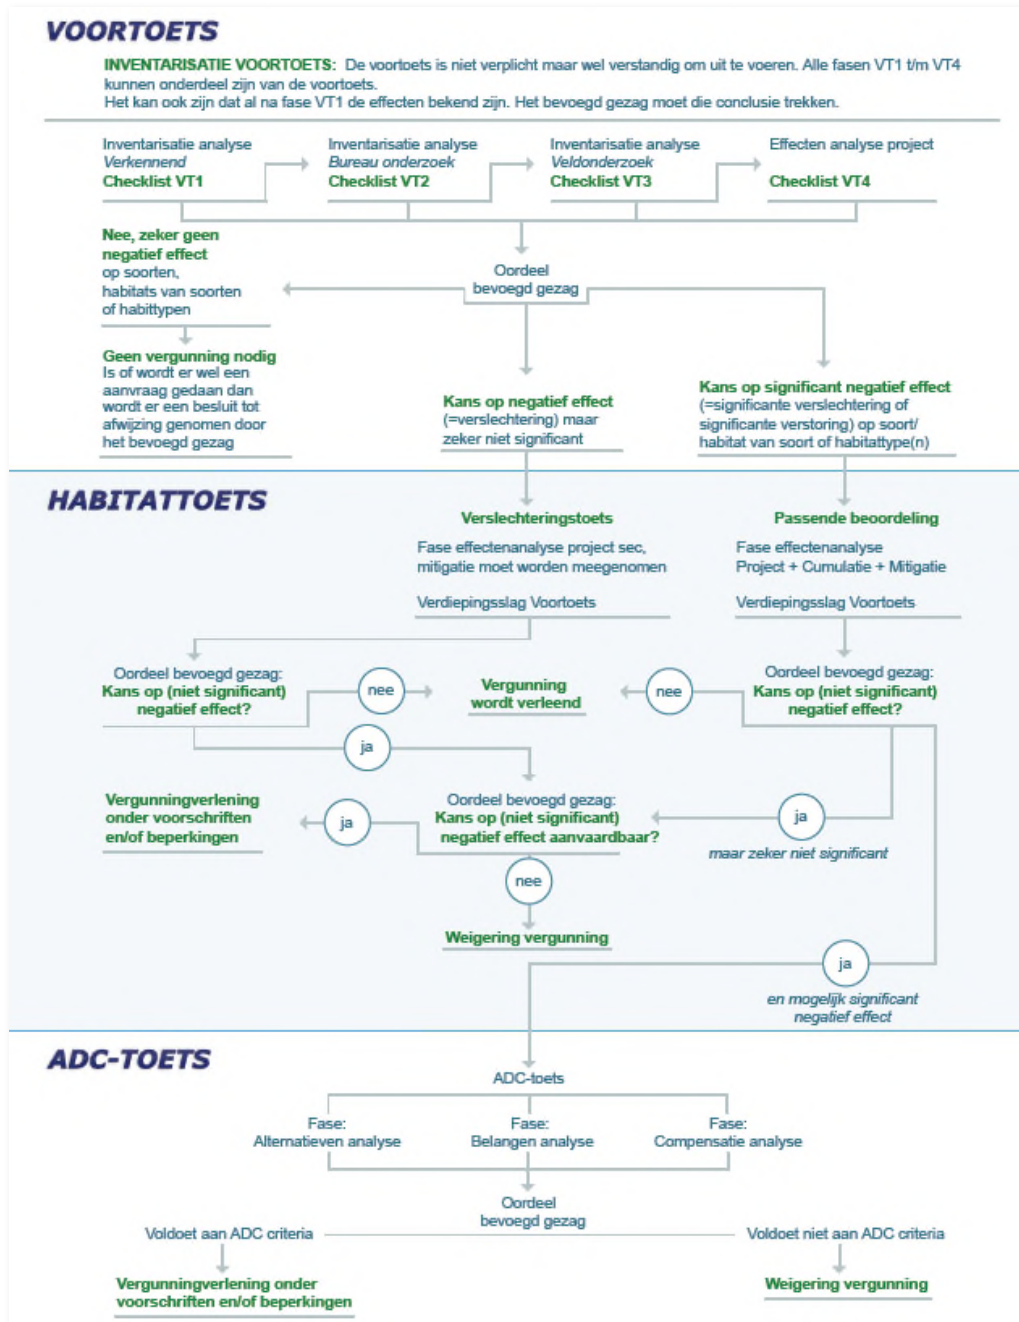 VOORTOETS
INVENTARISATIE VOORTOETS: De voortoets is niet verplicht maar wel verstandig om uit te voeren. Alle fasen VT1 t/m VT4
kunnen onderdeel zijn van de voortoets.
Het kan ook zijn dat al na fase VT1 de effecten bekend zijn. Het bevoegd gezag moet die conclusie trekken.
Inventarisatie analyse
Verkennend
Checklist VT1
Inventarisatie analyse
Bureau onderzoek
Checklist VT2
Inventarisatie analyse
Veldonderzoek
Checklist VT3
Effecten analyse project
Checklist VT4
Nee, zeker geen
negatief effect
op soorten,
habitats van soorten
of habittypen
Oordeel
bevoegd gezag
Geen vergunning nodig
Is of wordt er wel een
aanvraag gedaan dan
wordt er een besluit tot
afwijzing genomen door
het bevoegd gezag
Kans op negatief effect
(=verslechtering) maar
zeker niet significant
Kans op significant negatief effect
(=significante verslechtering of
significante verstoring) op soort/
habitat van soort of habitattype(n)
HABITATTOETS
Verslechteringstoets
Fase effectenanalyse project sec,
mitigatie moet worden meegenomen
Verdiepingsslag Voortoets
Passende beoordeling
Fase effectenanalyse
Project + Cumulatie + Mitigatie
Verdiepingsslag Voortoets
Oordeel bevoegd gezag:
Kans op (niet significant)
negatief effect?
nee
Vergunning
wordt verleend
nee
Oordeel bevoegd gezag:
Kans op (niet significant)
negatief effect?
ja
Vergunningverlening
onder voorschriften
en/of beperkingen
ja
Oordeel bevoegd gezag:
Kans op (niet significant)
negatief effect aanvaardbaar?
ja
maar zeker niet significant
nee
Weigering vergunning
ja
en mogelijk significant
negatief effect
ADC-TOETS
ADC-toets
Fase:
Alternatieven analyse
Fase:
Belangen analyse
Fase:
Compensatie analyse
Oordeel
bevoegd gezag
Voldoet aan ADC criteria
Voldoet niet aan ADC criteria
Vergunningverlening onder
voorschriften en/of beperkingen
Weigering vergunning